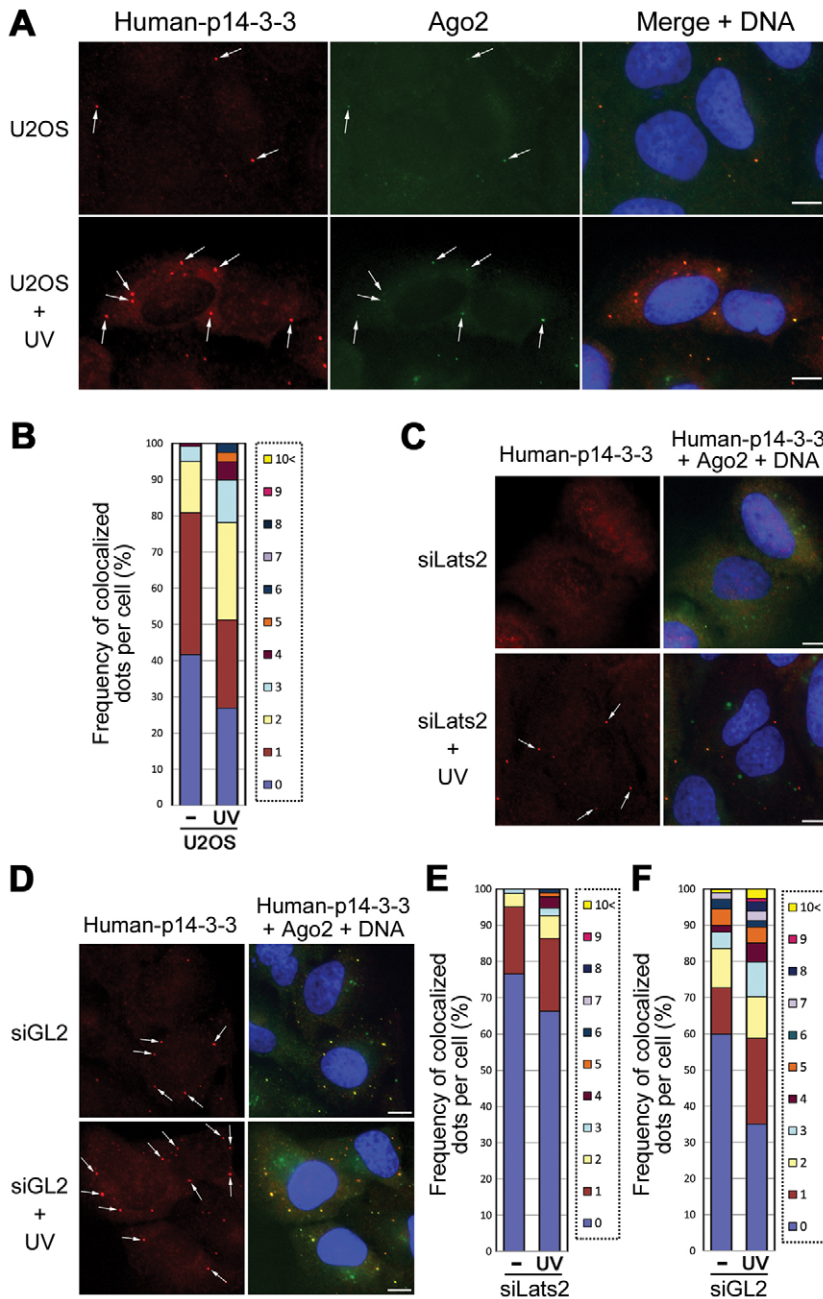 A
Human-p14-3-3
Ago2
Merge + DNA
U2OS
U2OS
+
UV
B
Frequency of colocalized
dots per cell (%)
100
90
80
70
60
50
40
30
20
10
0
– UV
U2OS
10<
9
8
7
6
5
4
3
2
1
0
C
Human-p14-3-3
Human-p14-3-3
+ Ago2 + DNA
siLats2
siLats2
+
UV
D
Human-p14-3-3
Human-p14-3-3
+ Ago2 + DNA
siGL2
siGL2
+
UV
E
Frequency of colocalized
dots per cell (%)
100
90
80
70
60
50
40
30
20
10
0
– UV
siLats2
10<
9
8
7
6
5
4
3
2
1
0
F
Frequency of colocalized
dots per cell (%)
100
90
80
70
60
50
40
30
20
10
0
– UV
siGL2
10<
9
8
7
6
5
4
3
2
1
0